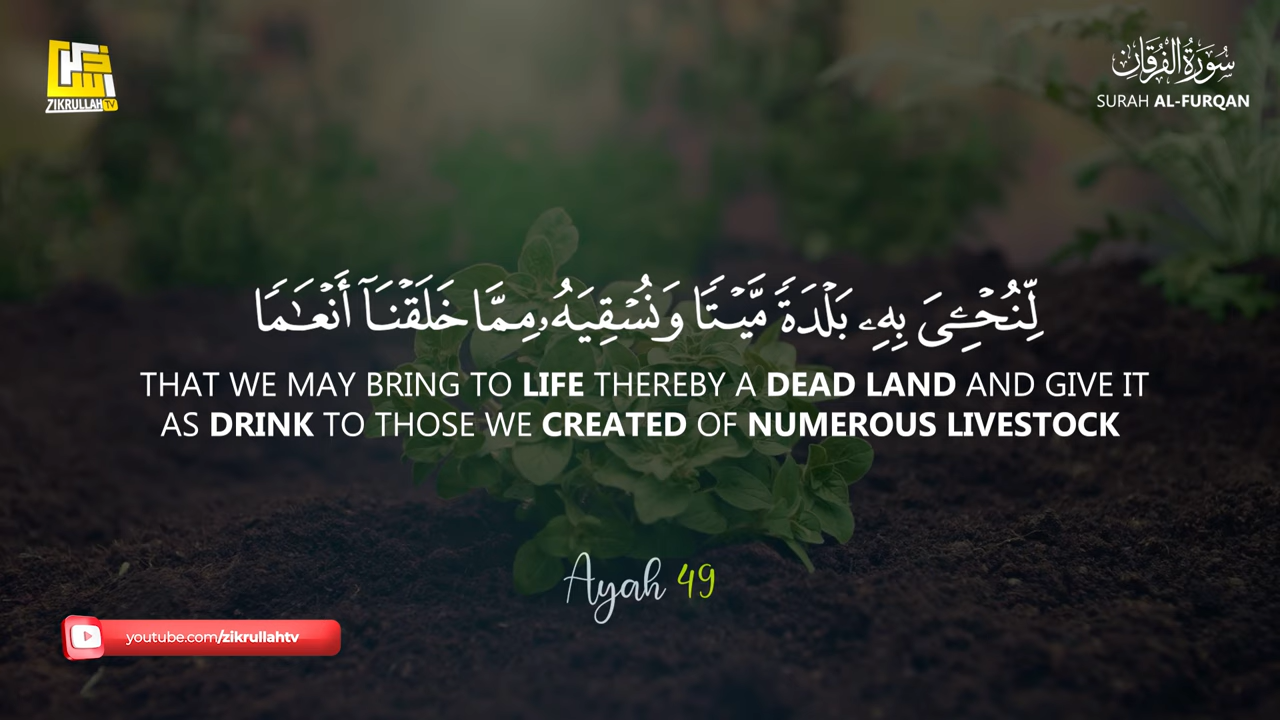 ZIKRULLAH TV
سُورَةُ الْفُرْقَان
SURAH AL-FURQAN
لِّنُحْـِۧىَ بِهِۦ بَلْدَةً مَّيْتًا وَنُسْقِيَهُۥ مِمَّا خَلَقْنَآ أَنْعَـٰمًا
THAT WE MAY BRING TO LIFE THEREBY A DEAD LAND AND GIVE IT
AS DRINK TO THOSE WE CREATED OF NUMEROUS LIVESTOCK
Ayah 49
youtube.com/zikrullahtv